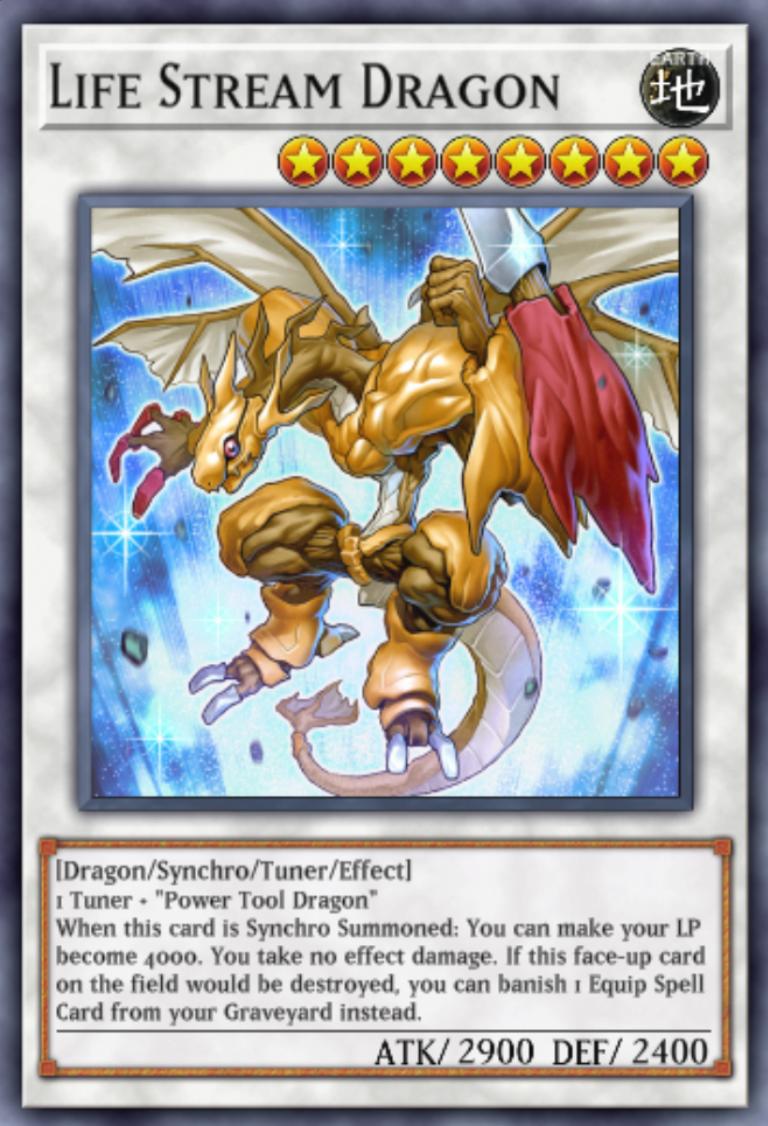 LIFE STREAM DRAGON
EARTH
地
[Dragon/Synchro/Tuner/Effect]
1 Tuner + "Power Tool Dragon"
When this card is Synchro Summoned: You can make your LP
become 4000. You take no effect damage. If this face-up card
on the field would be destroyed, you can banish 1 Equip Spell
Card from your Graveyard instead.
ATK/ 2900 DEF/ 2400